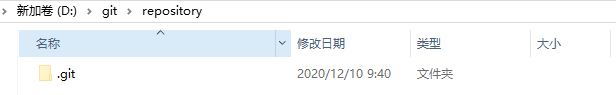 新加卷 (D:) › git › repository
名称 修改日期 类型 大小
.git 2020/12/10 9:40 文件夹